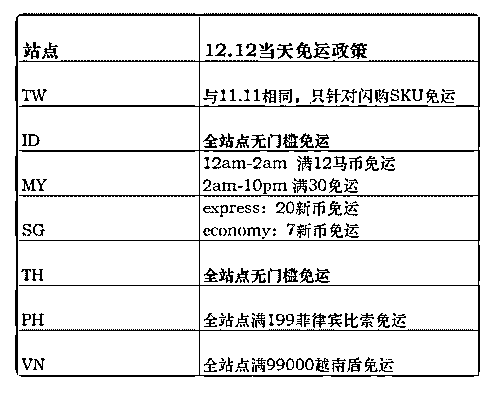 站点 12.12当天免运政策
TW 与11.11相同，只针对闪购SKU免运
ID 全站点无门槛免运
12am-2am 满12马币免运
MY 2am-10pm 满30免运
express：20新币免运
SG economy：7新币免运
TH 全站点无门槛免运
PH 全站点满199菲律宾比索免运
VN 全站点满99000越南盾免运